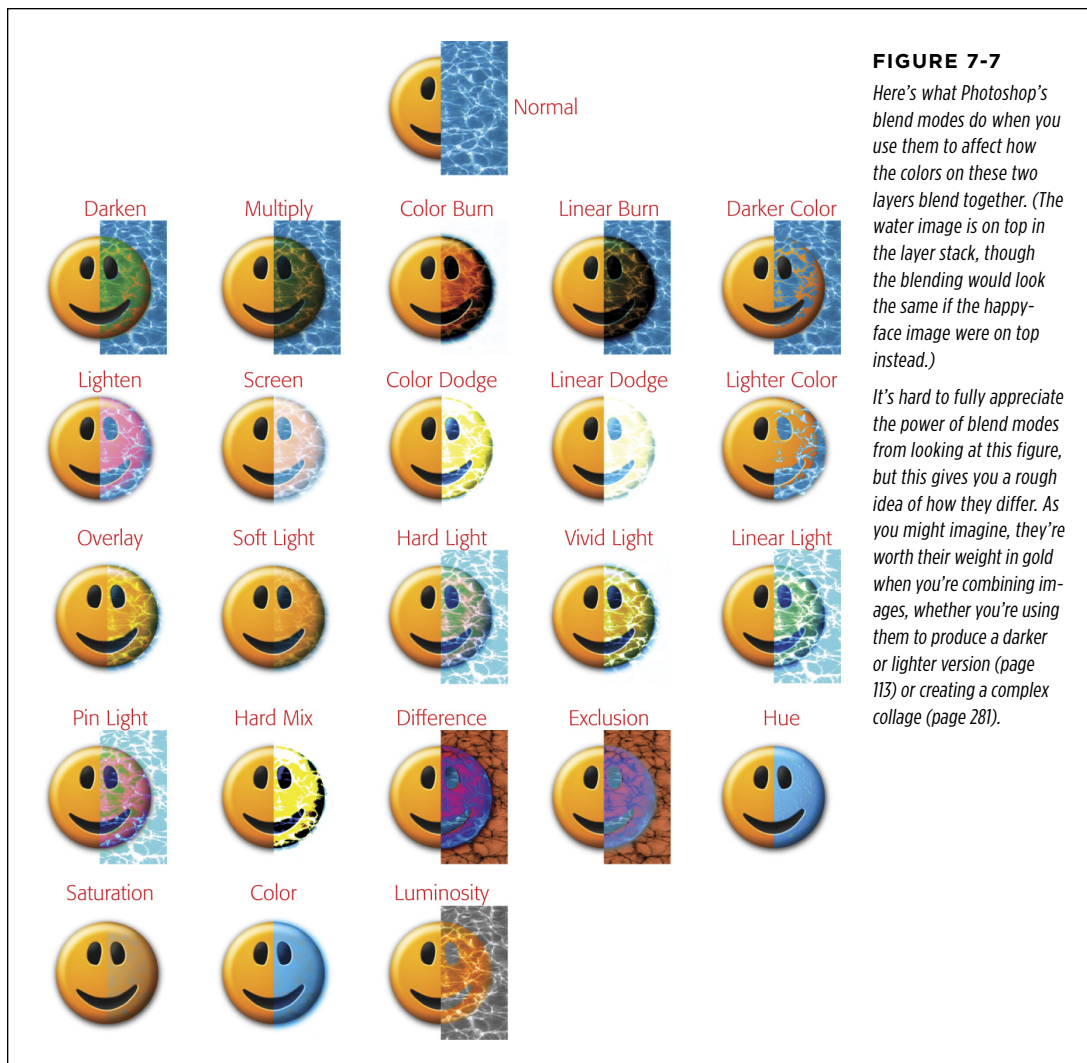 Normal
Darken
Multiply
Color Burn
Linear Burn
Darker Color
Lighten
Screen
Color Dodge
Linear Dodge
Lighter Color
Overlay
Soft Light
Hard Light
Vivid Light
Linear Light
Pin Light
Hard Mix
Difference
Exclusion
Hue
Saturation
Color
Luminosity
FIGURE 7-7
Here's what Photoshop's
blend modes do when you
use them to affect how
the colors on these two
layers blend together. (The
water image is on top in
the layer stack, though
the blending would look
the same if the happy-
face image were on top
instead.)
It's hard to fully appreciate
the power of blend modes
from looking at this figure,
but this gives you a rough
idea of how they differ. As
you might imagine, they're
worth their weight in gold
when you're combining im-
ages, whether you're using
them to produce a darker
or lighter version (page
113) or creating a complex
collage (page 281).